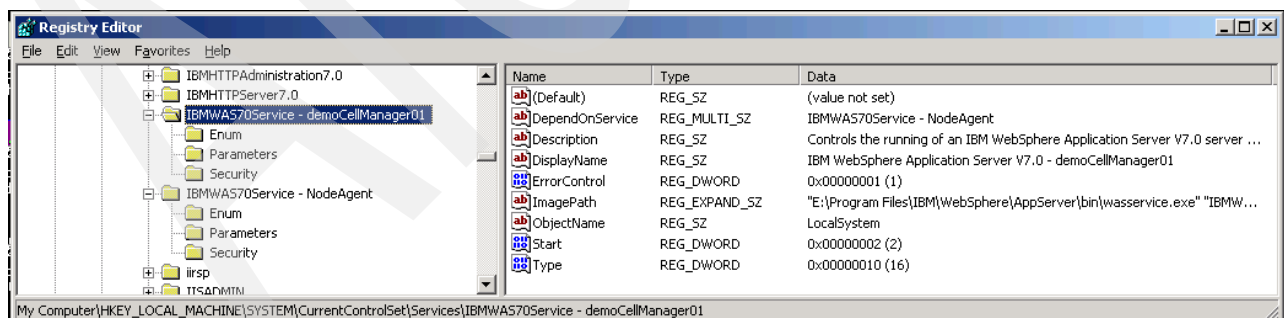 Registry Editor
File Edit View Favorites Help
IBMHTTPAdministration7.0
IBMHTTPServer7.0
IBMWAS70Service - demoCellManager01
Enum
Parameters
Security
IBMWAS70Service - NodeAgent
Enum
Parameters
Security
iirsp
IISADMIN
Name Type Data
(Default) REG_SZ (value not set)
DependOnService REG_MULTI_SZ IBMWAS70Service - NodeAgent
Description REG_SZ Controls the running of an IBM WebSphere Application Server V7.0 server ...
DisplayName REG_SZ IBM WebSphere Application Server V7.0 - demoCellManager01
ErrorControl REG_DWORD 0x00000001 (1)
ImagePath REG_EXPAND_SZ "E:\Program Files\IBM\WebSphere\AppServer\bin\wasservice.exe" "IBMW...
ObjectName REG_SZ LocalSystem
Start REG_DWORD 0x00000002 (2)
Type REG_DWORD 0x00000010 (16)
My Computer\HKEY_LOCAL_MACHINE\SYSTEM\CurrentControlSet\Services\IBMWAS70Service - demoCellManager01